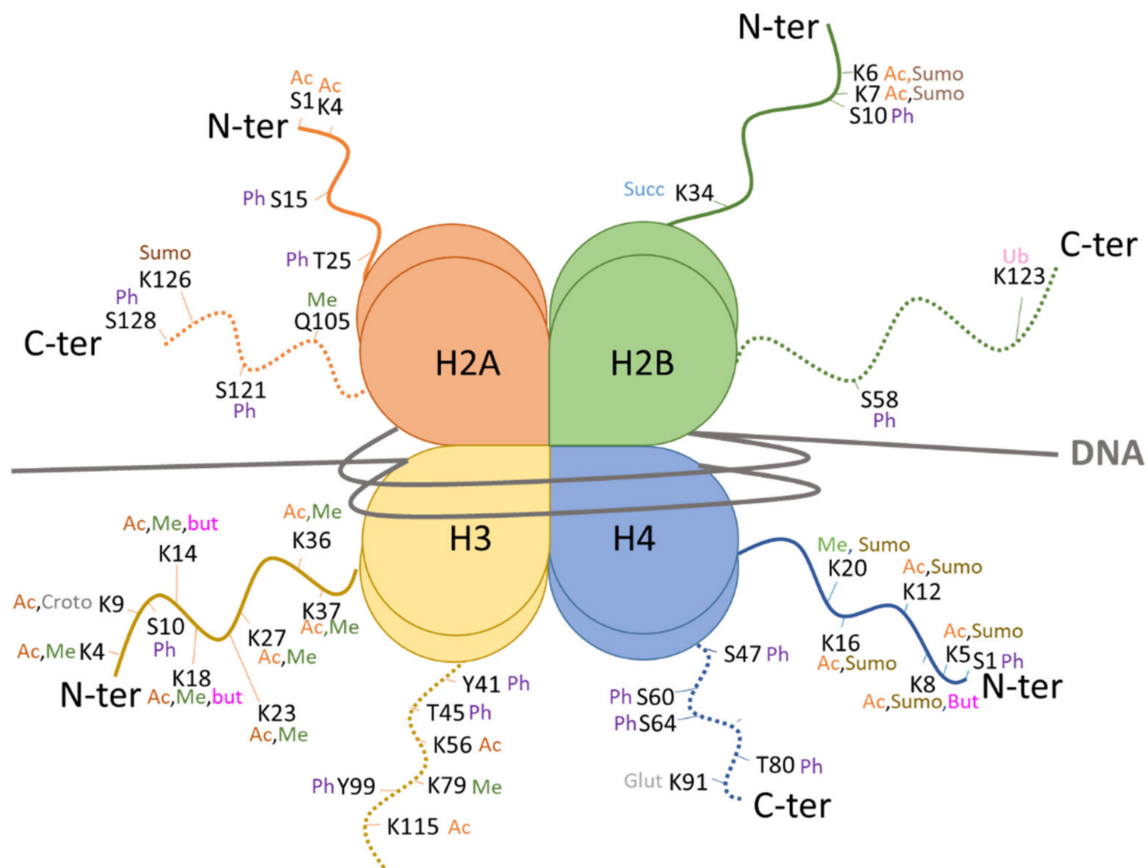 N-ter
K6 Ac,Sumo
K7 Ac,Sumo
S10 Ph
Succ K34
C-ter
Ub
K123
S58
Ph
Ac Ac
S1 K4
N-ter
Ph S15
Ph T25
Sumo
K126
Ph
S128
C-ter
Me
Q105
S121
Ph
H2A
H2B
DNA
H3
H4
Ac,Me
K36
Ac,Me,but
K14
Ac,Croto K9
S10
Ph
Ac,Me K4
N-ter
K18
Ac,Me,but
K27
Ac,Me
K37
Ac,Me
K23
Ac,Me
Y41 Ph
T45 Ph
K56 Ac
Ph Y99
K79 Me
K115 Ac
Me, Sumo
K20
Ac,Sumo
K12
K16
Ac,Sumo
Ac,Sumo
K5
S1 Ph
K8
Ac,Sumo,But
N-ter
S47 Ph
Ph S60
Ph S64
T80 Ph
Glut K91
C-ter